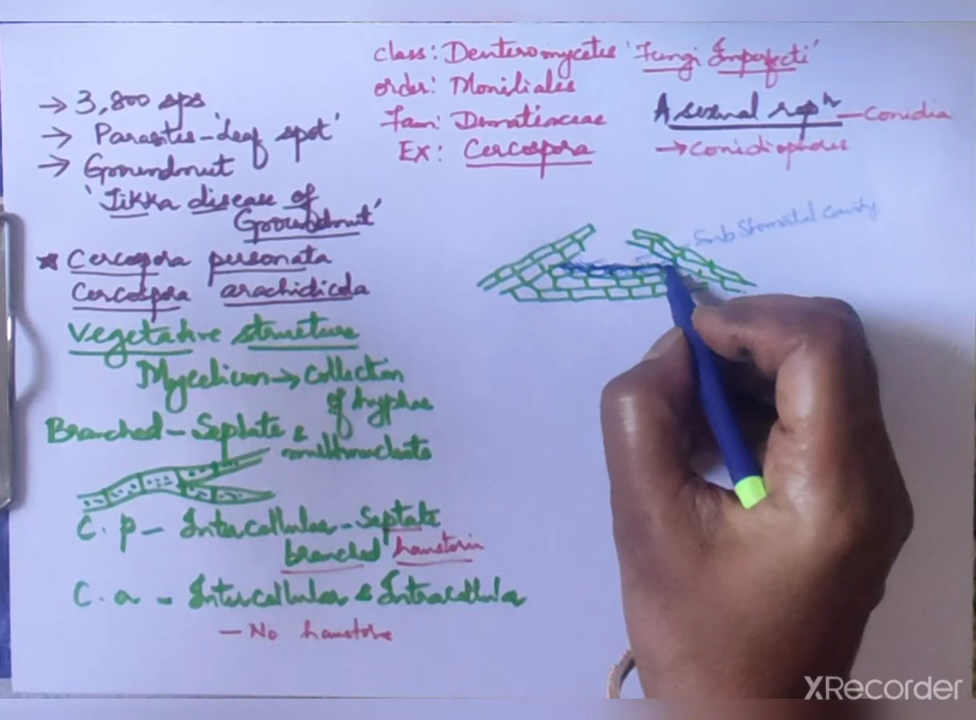 class: Deuteromycetes 'Fungi Imperfecti'
order: Moniliales
Fam: Dematiaceae
Ex: Cercospora
Asexual repⁿ - Conidia
→ Conidiophores
→ 3,800 sps
→ Parasites - 'Leaf spot'
→ Groundnut
'Tikka disease of
Groundnut'
* Cercospora personata
Cercospora arachidicola
Vegetative structure
Mycelium → collection
of hyphae
Branched - Septate &
multinucleate
C. p - Intercellular - Septate
branched haustoria
C. a - Intercellular & Intracellular
- No haustoria
Sub Stomatal Cavity
XRecorder